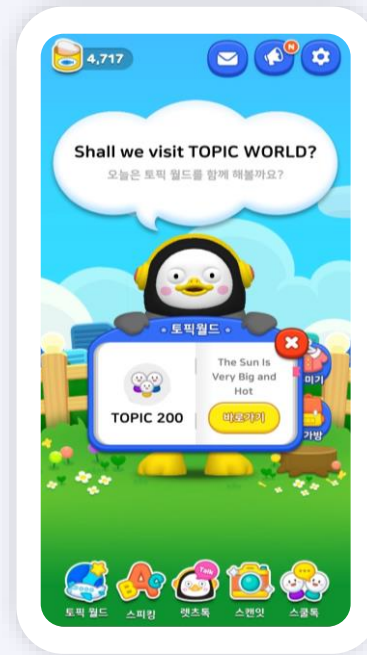 4,717
N
Shall we visit TOPIC WORLD?
오늘은 토픽 월드를 함께 해볼까요?
토픽월드
TOPIC 200
The Sun Is
Very Big and
Hot
바로가기
미기
가방
토픽 월드
스피킹
Talk
렛츠톡
스캔잇
스쿨톡